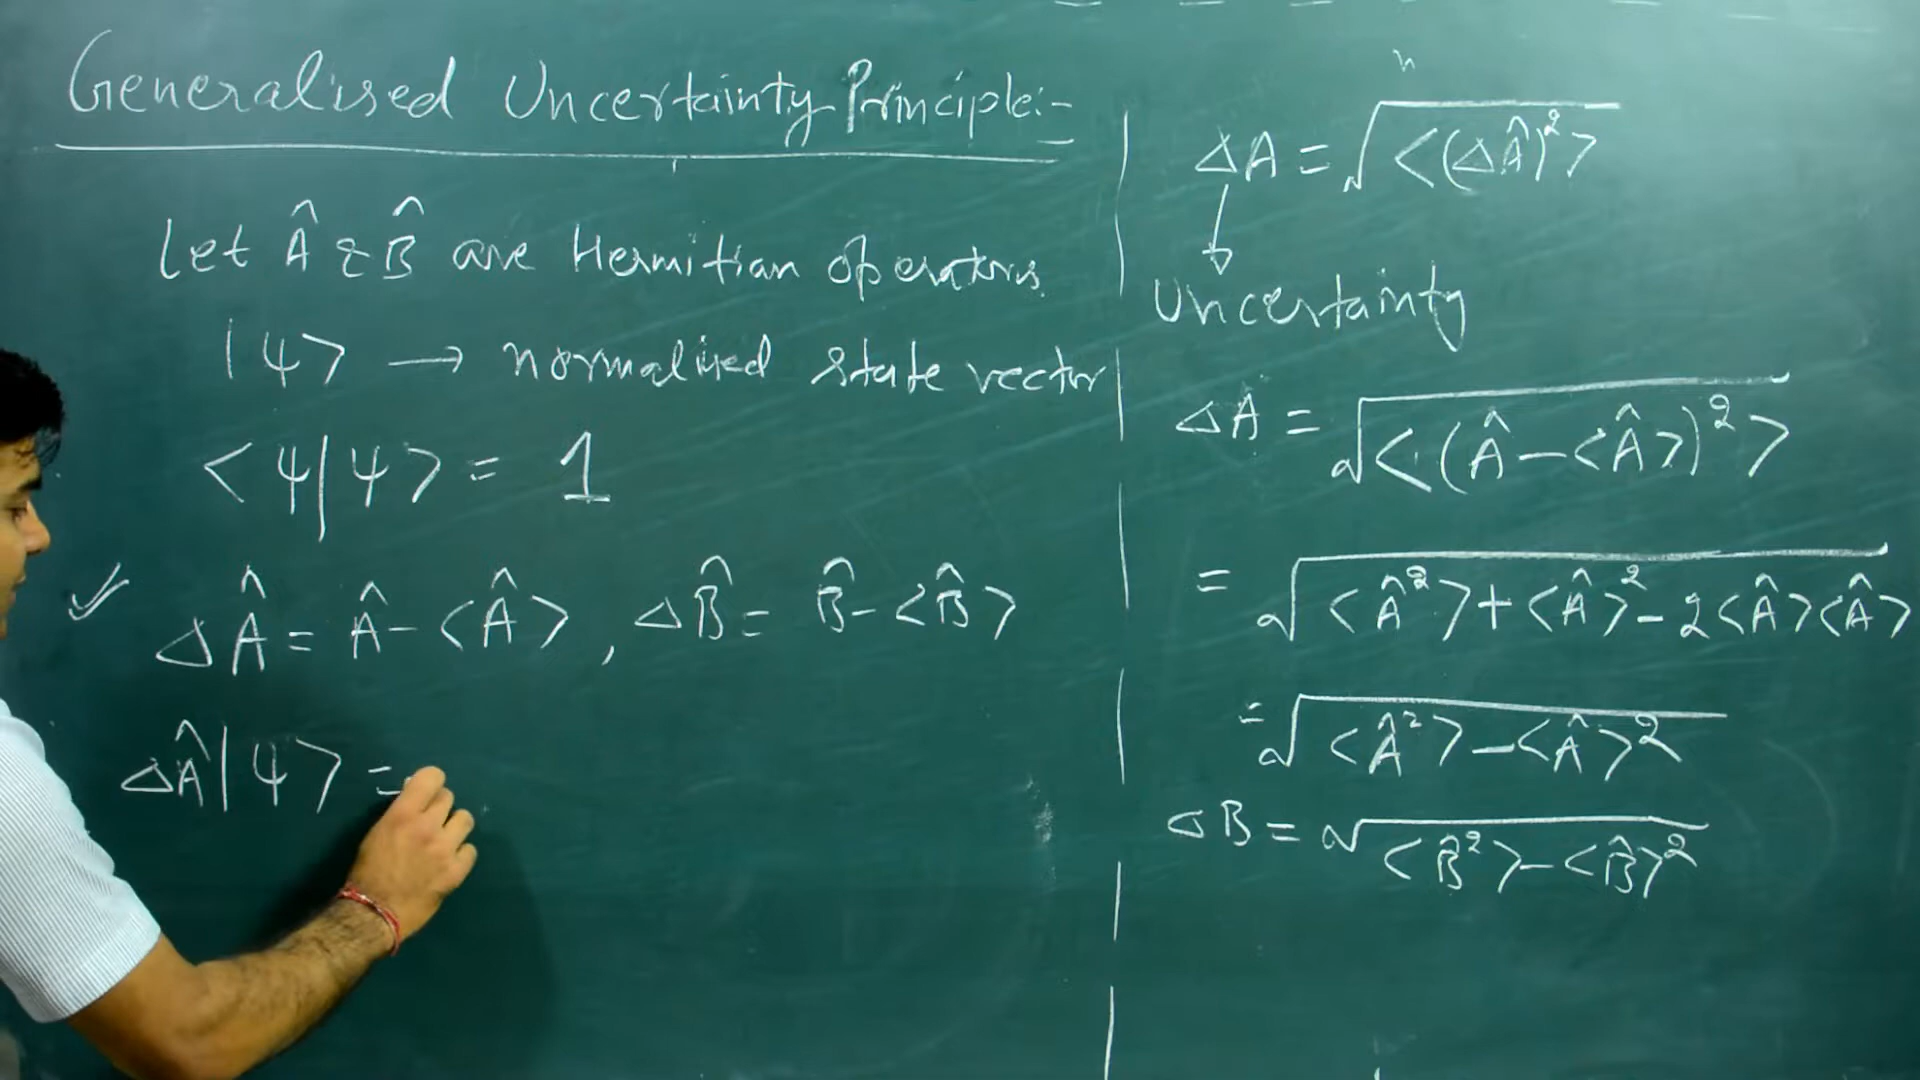 Generalised Uncertainty Principle:-
Let Â & B̂ are Hermitian operators.
|ψ> → normalised state vector
<ψ|ψ> = 1
✓ ΔÂ = Â - <Â>, ΔB̂ = B̂ - <B̂>
ΔÂ|ψ> =
ΔA = √<(ΔÂ)²>
↓
Uncertainty
ΔA = √<(Â - <Â>)²>
= √<Â²> + <Â>² - 2<Â><Â>
= √<Â²> - <Â>²
ΔB = √<B̂²> - <B̂>²